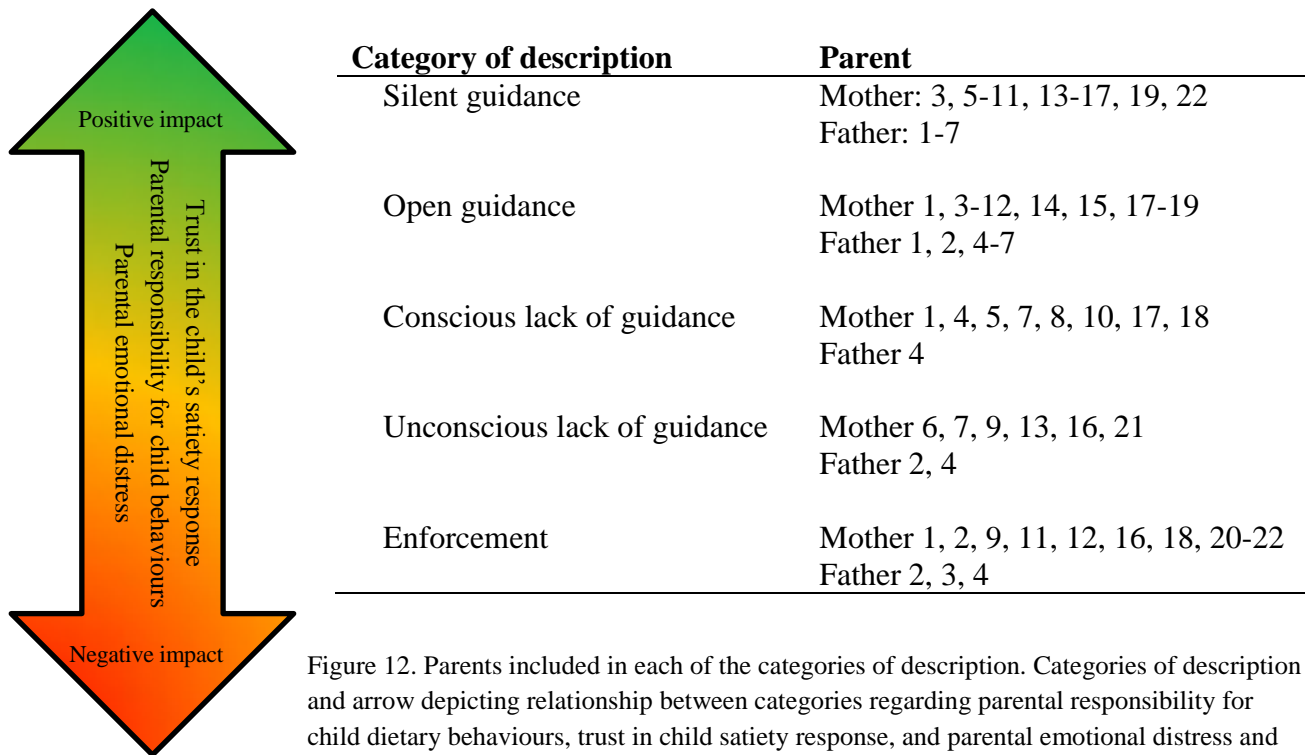 Positive impact
Trust in the child's satiety response
Parental responsibility for child behaviours
Parental emotional distress
Negative impact
Category of description Parent
Silent guidance Mother: 3, 5-11, 13-17, 19, 22
Father: 1-7
Open guidance Mother 1, 3-12, 14, 15, 17-19
Father 1, 2, 4-7
Conscious lack of guidance Mother 1, 4, 5, 7, 8, 10, 17, 18
Father 4
Unconscious lack of guidance Mother 6, 7, 9, 13, 16, 21
Father 2, 4
Enforcement Mother 1, 2, 9, 11, 12, 16, 18, 20-22
Father 2, 3, 4
Figure 12. Parents included in each of the categories of description. Categories of description
and arrow depicting relationship between categories regarding parental responsibility for
child dietary behaviours, trust in child satiety response, and parental emotional distress and